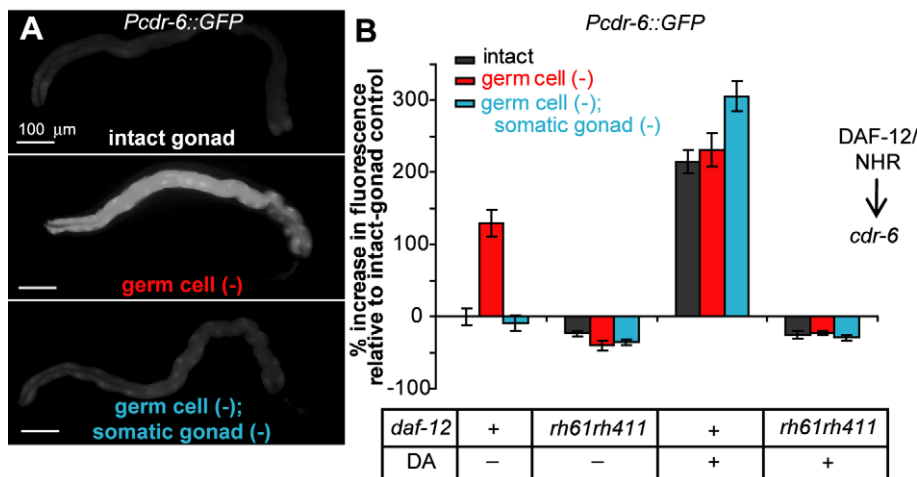 A
Pcdr-6::GFP
100 μm
intact gonad
germ cell (-)
germ cell (-);
somatic gonad (-)
B
Pcdr-6::GFP
intact
germ cell (-)
germ cell (-);
somatic gonad (-)
% increase in fluorescence
relative to intact-gonad control
300
200
100
0
-100
DAF-12/
NHR
cdr-6
daf-12 + rh61rh411 + rh61rh411
DA – – + +